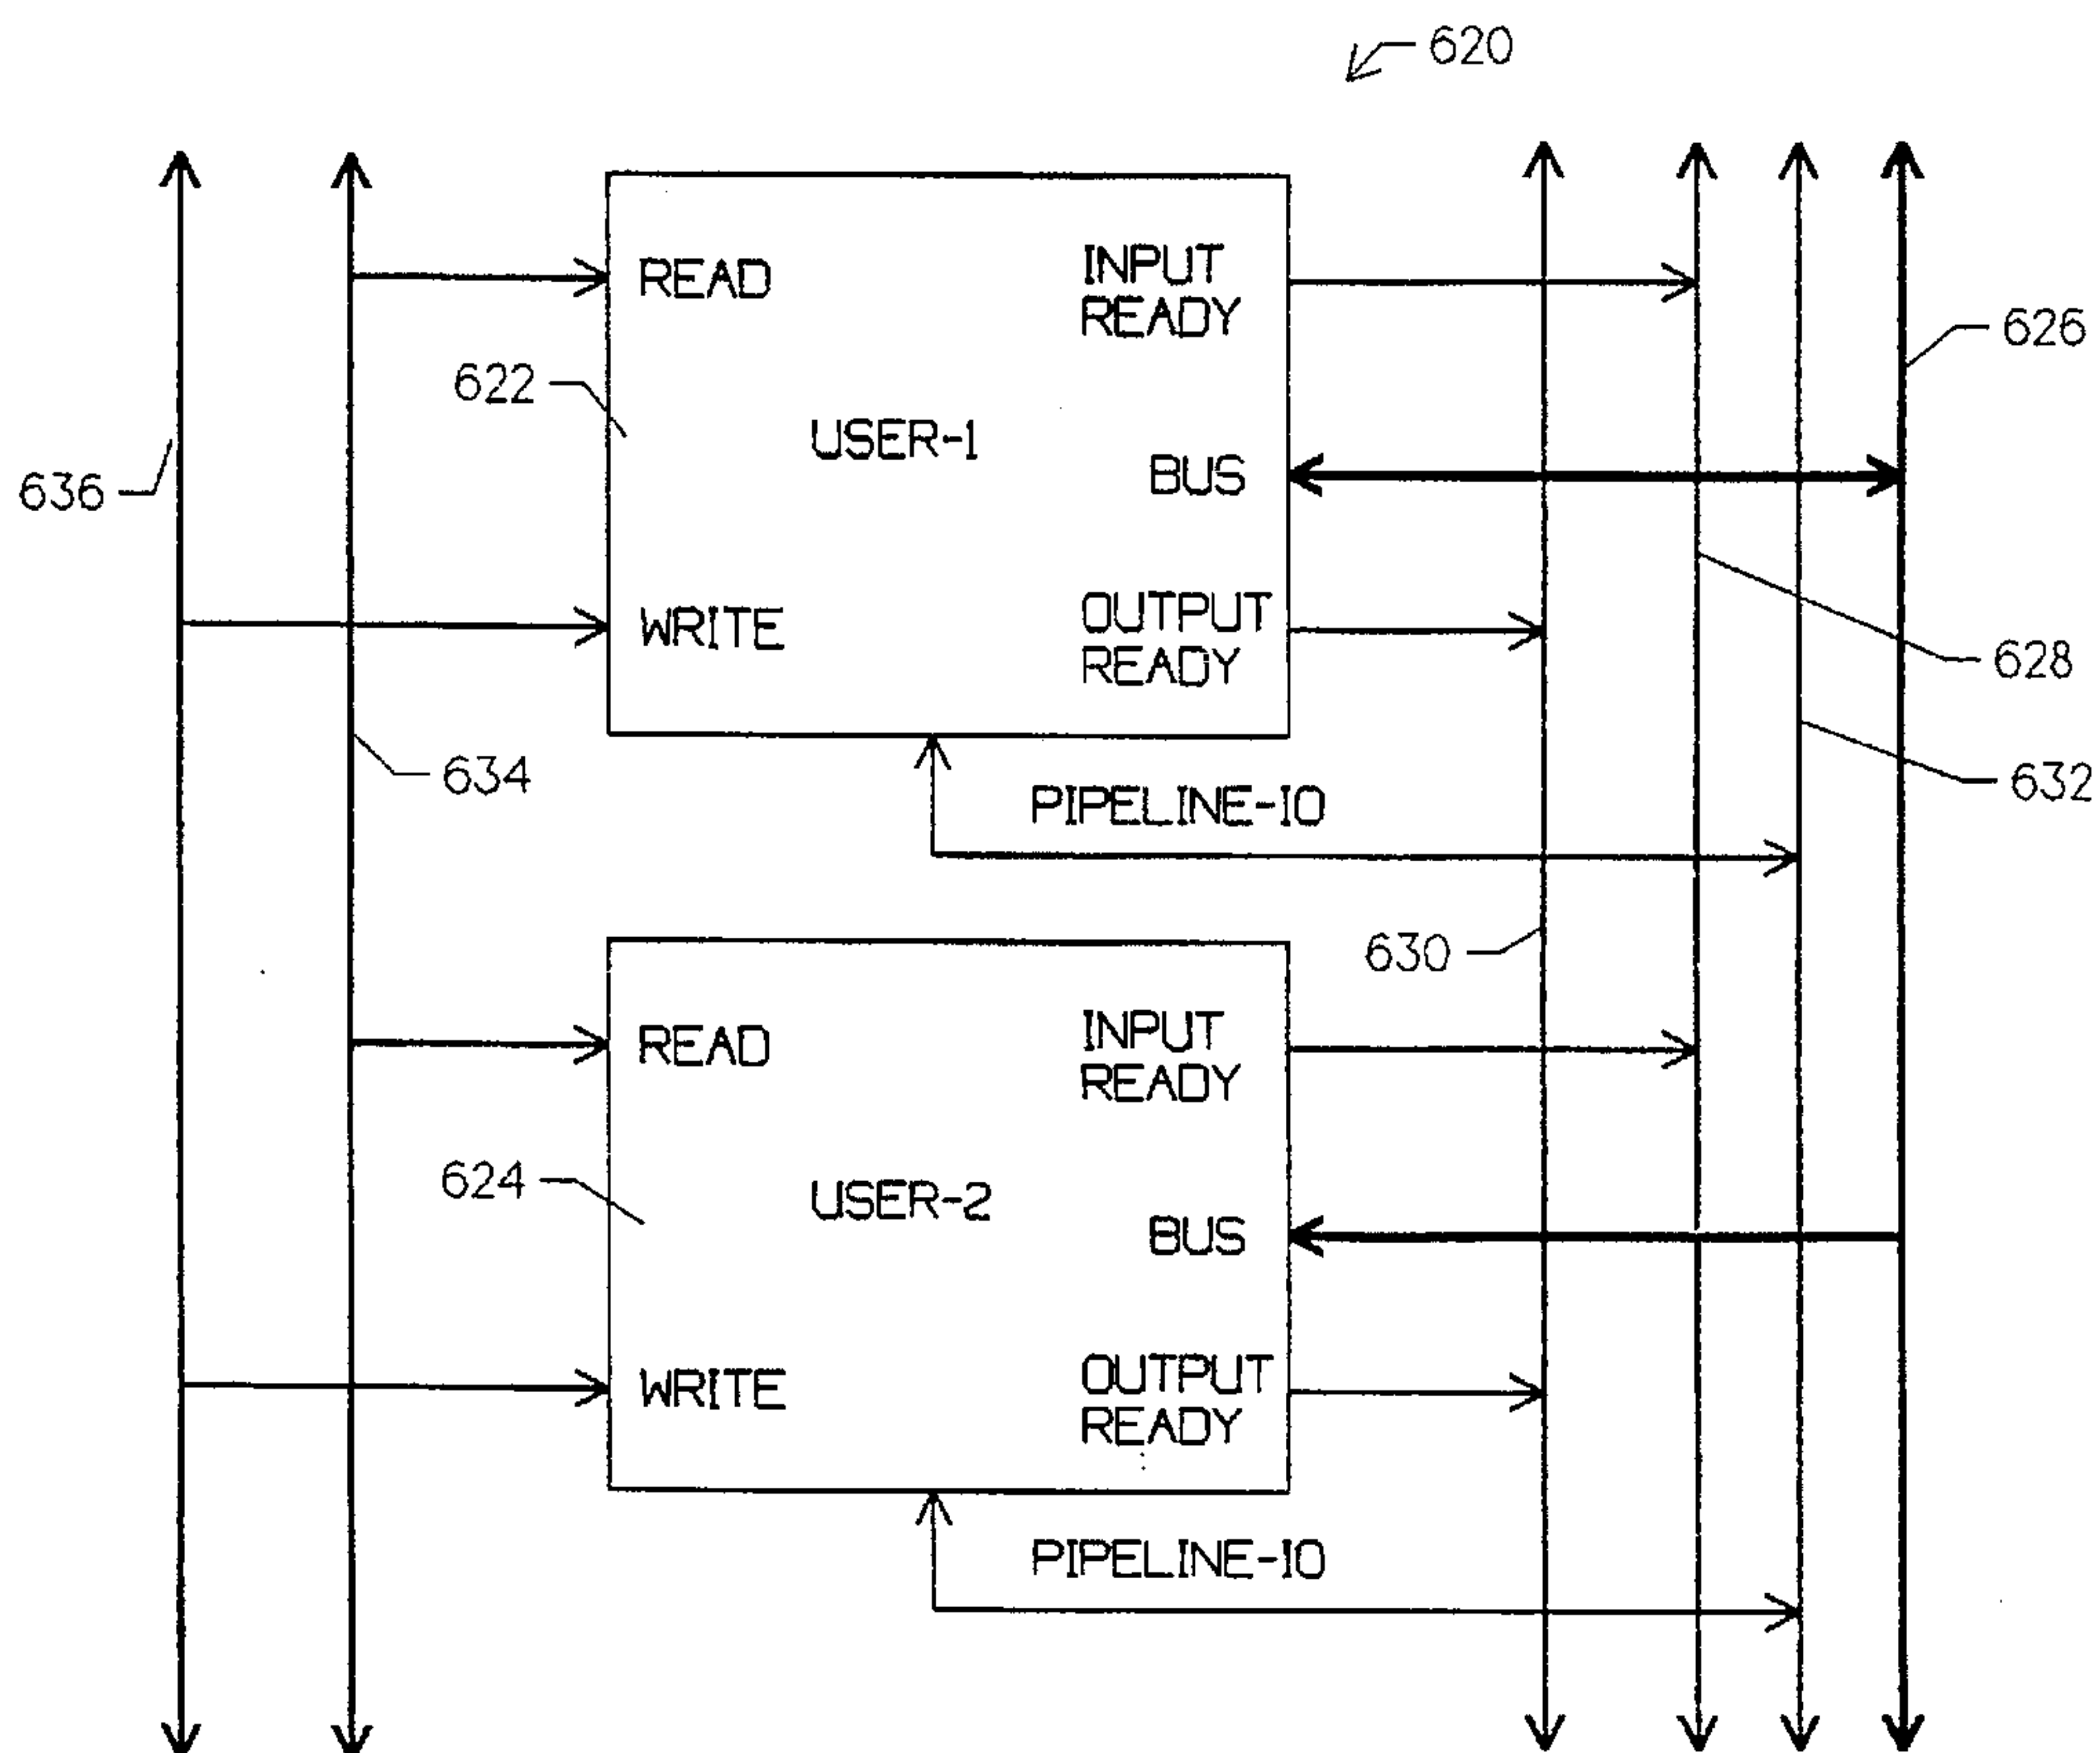 620
READ
INPUT
READY
626
622
USER-1
BUS
636
WRITE
OUTPUT
READY
628
634
632
PIPELINE-IO
630
READ
INPUT
READY
624
USER-2
BUS
WRITE
OUTPUT
READY
PIPELINE-IO